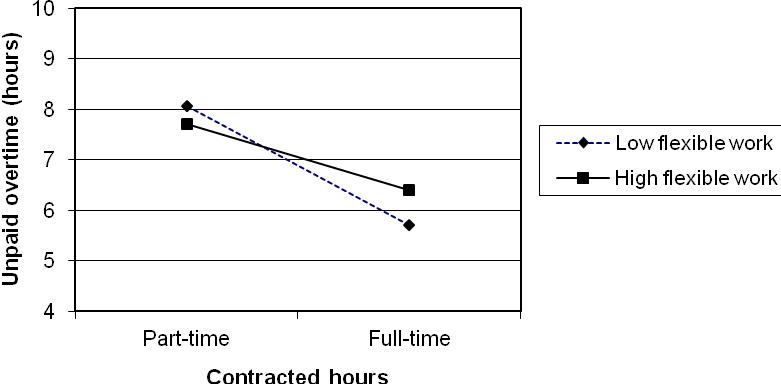 10
9
8
7
6
5
4
Unpaid overtime (hours)
Part-time
Full-time
Contracted hours
Low flexible work
High flexible work